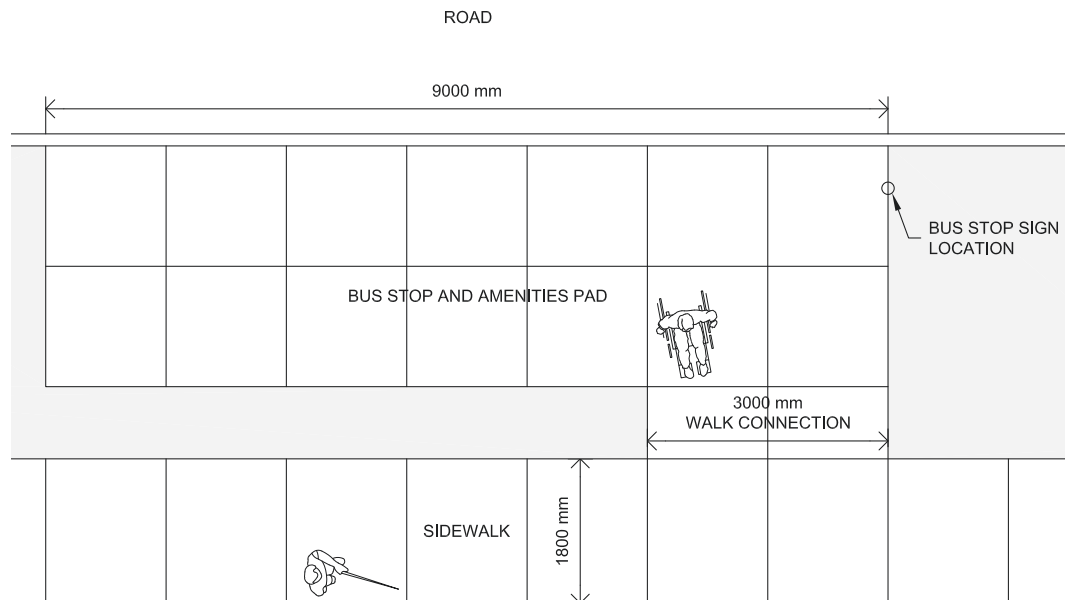 ROAD
9000 mm
BUS STOP SIGN
LOCATION
BUS STOP AND AMENITIES PAD
3000 mm
WALK CONNECTION
SIDEWALK
1800 mm